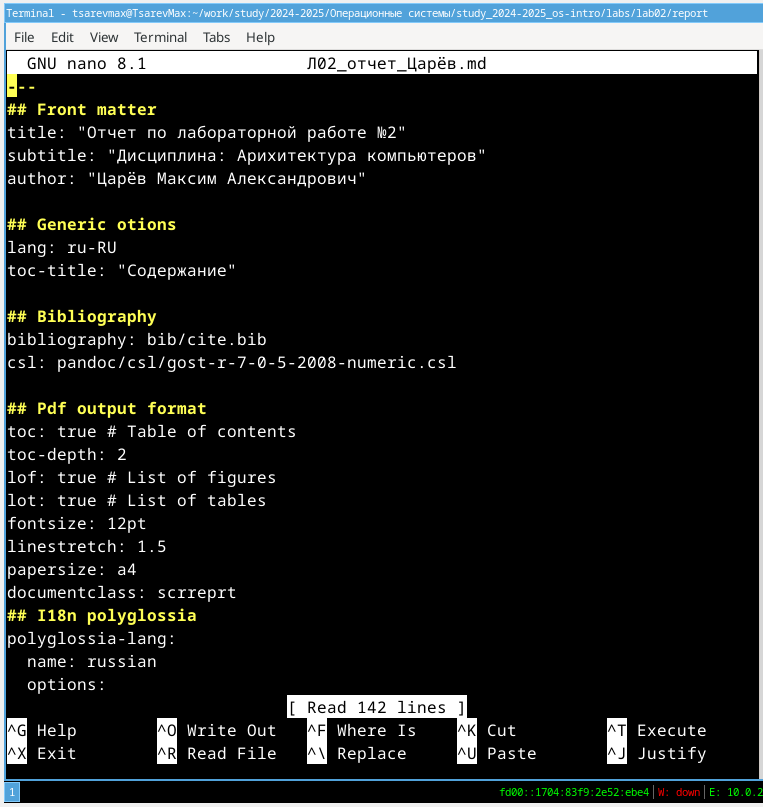 Terminal - tsarevmax@TsarevMax:~/work/study/2024-2025/Операционные системы/study_2024-2025_os-intro/labs/lab02/report
File Edit View Terminal Tabs Help
GNU nano 8.1 Л02_отчет_Царёв.md
---
## Front matter
title: "Отчет по лабораторной работе №2"
subtitle: "Дисциплина: Арихитектура компьютеров"
author: "Царёв Максим Александрович"
## Generic otions
lang: ru-RU
toc-title: "Содержание"
## Bibliography
bibliography: bib/cite.bib
csl: pandoc/csl/gost-r-7-0-5-2008-numeric.csl
## Pdf output format
toc: true # Table of contents
toc-depth: 2
lof: true # List of figures
lot: true # List of tables
fontsize: 12pt
linestretch: 1.5
papersize: a4
documentclass: scrreprt
## I18n polyglossia
polyglossia-lang:
  name: russian
  options:
[ Read 142 lines ]
^G Help ^O Write Out ^F Where Is ^K Cut ^T Execute
^X Exit ^R Read File ^\ Replace ^U Paste ^J Justify
1 fd00::1704:83f9:2e52:ebe4 | W: down | E: 10.0.2